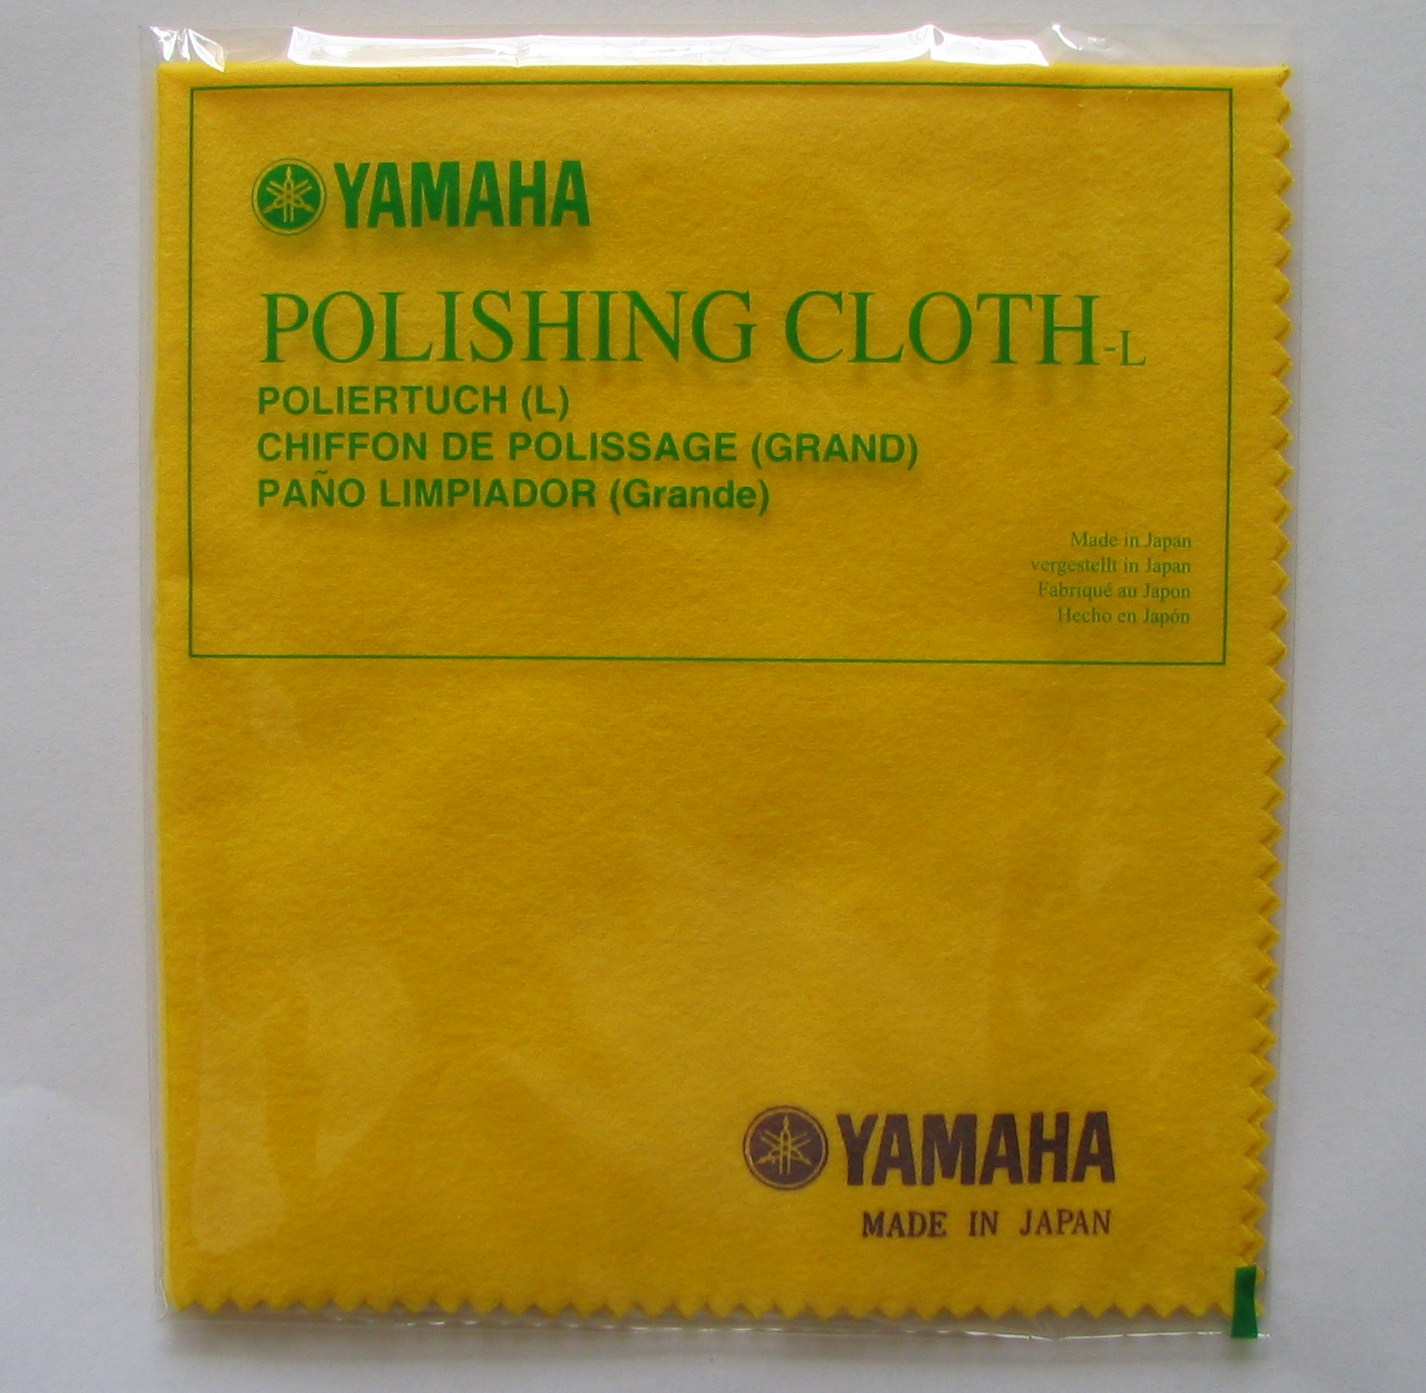 YAMAHA
POLISHING CLOTH-L
POLIERTUCH (L)
CHIFFON DE POLISSAGE (GRAND)
PAÑO LIMPIADOR (Grande)
Made in Japan
vergestellt in Japan
Fabriqué au Japon
Hecho en Japón
YAMAHA
MADE IN JAPAN